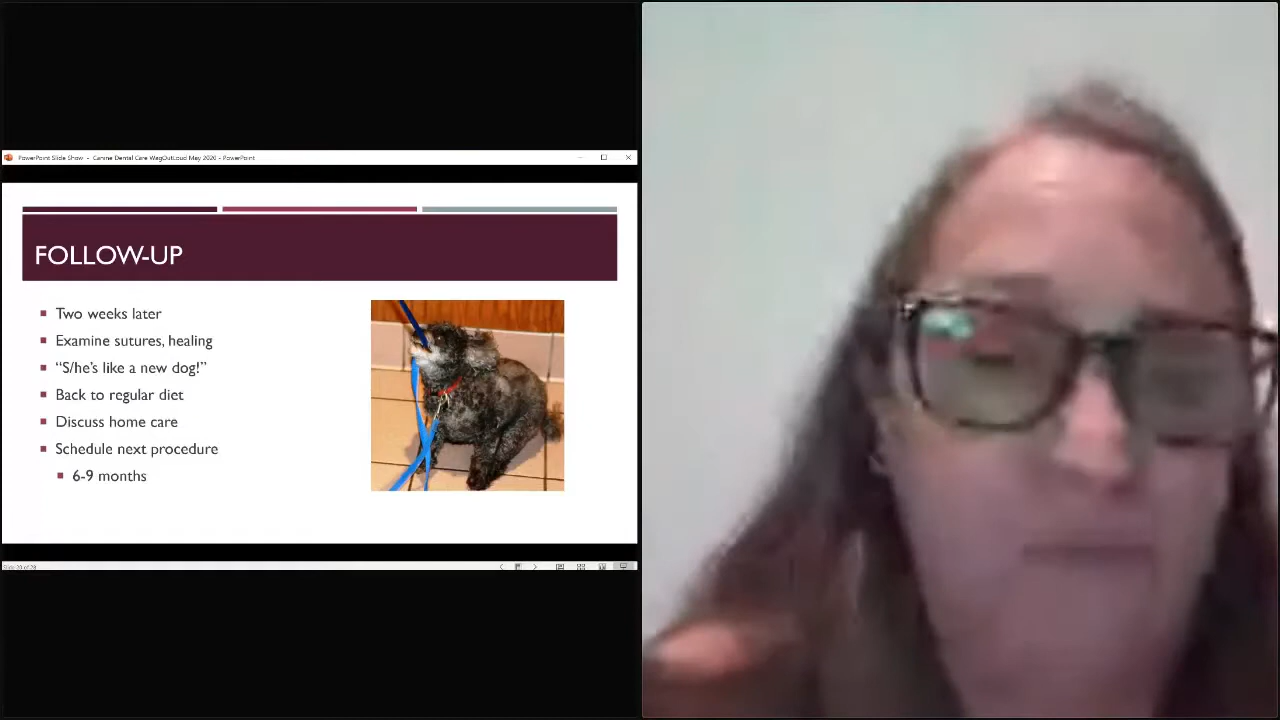 PowerPoint Slide Show - Canine Dental Care WagOutLoud May 2020 - PowerPoint
FOLLOW-UP
Two weeks later
Examine sutures, healing
“S/he’s like a new dog!”
Back to regular diet
Discuss home care
Schedule next procedure
6-9 months